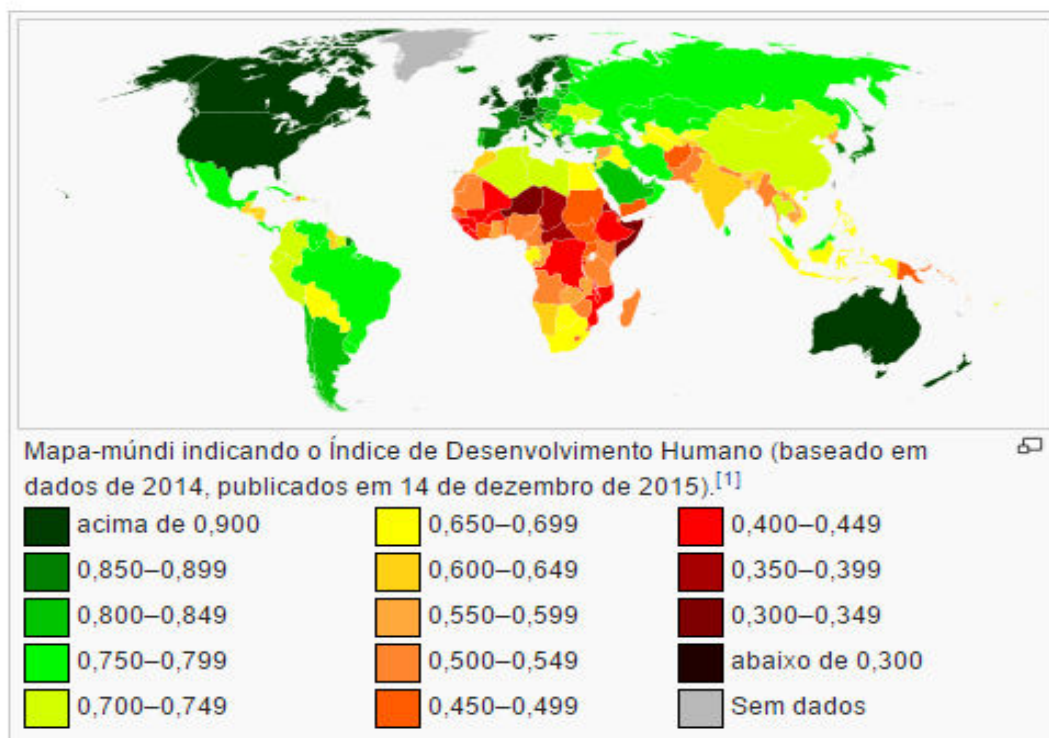 Mapa-múndi indicando o Índice de Desenvolvimento Humano (baseado em
dados de 2014, publicados em 14 de dezembro de 2015).[1]
acima de 0,900
0,850–0,899
0,800–0,849
0,750–0,799
0,700–0,749
0,650–0,699
0,600–0,649
0,550–0,599
0,500–0,549
0,450–0,499
0,400–0,449
0,350–0,399
0,300–0,349
abaixo de 0,300
Sem dados